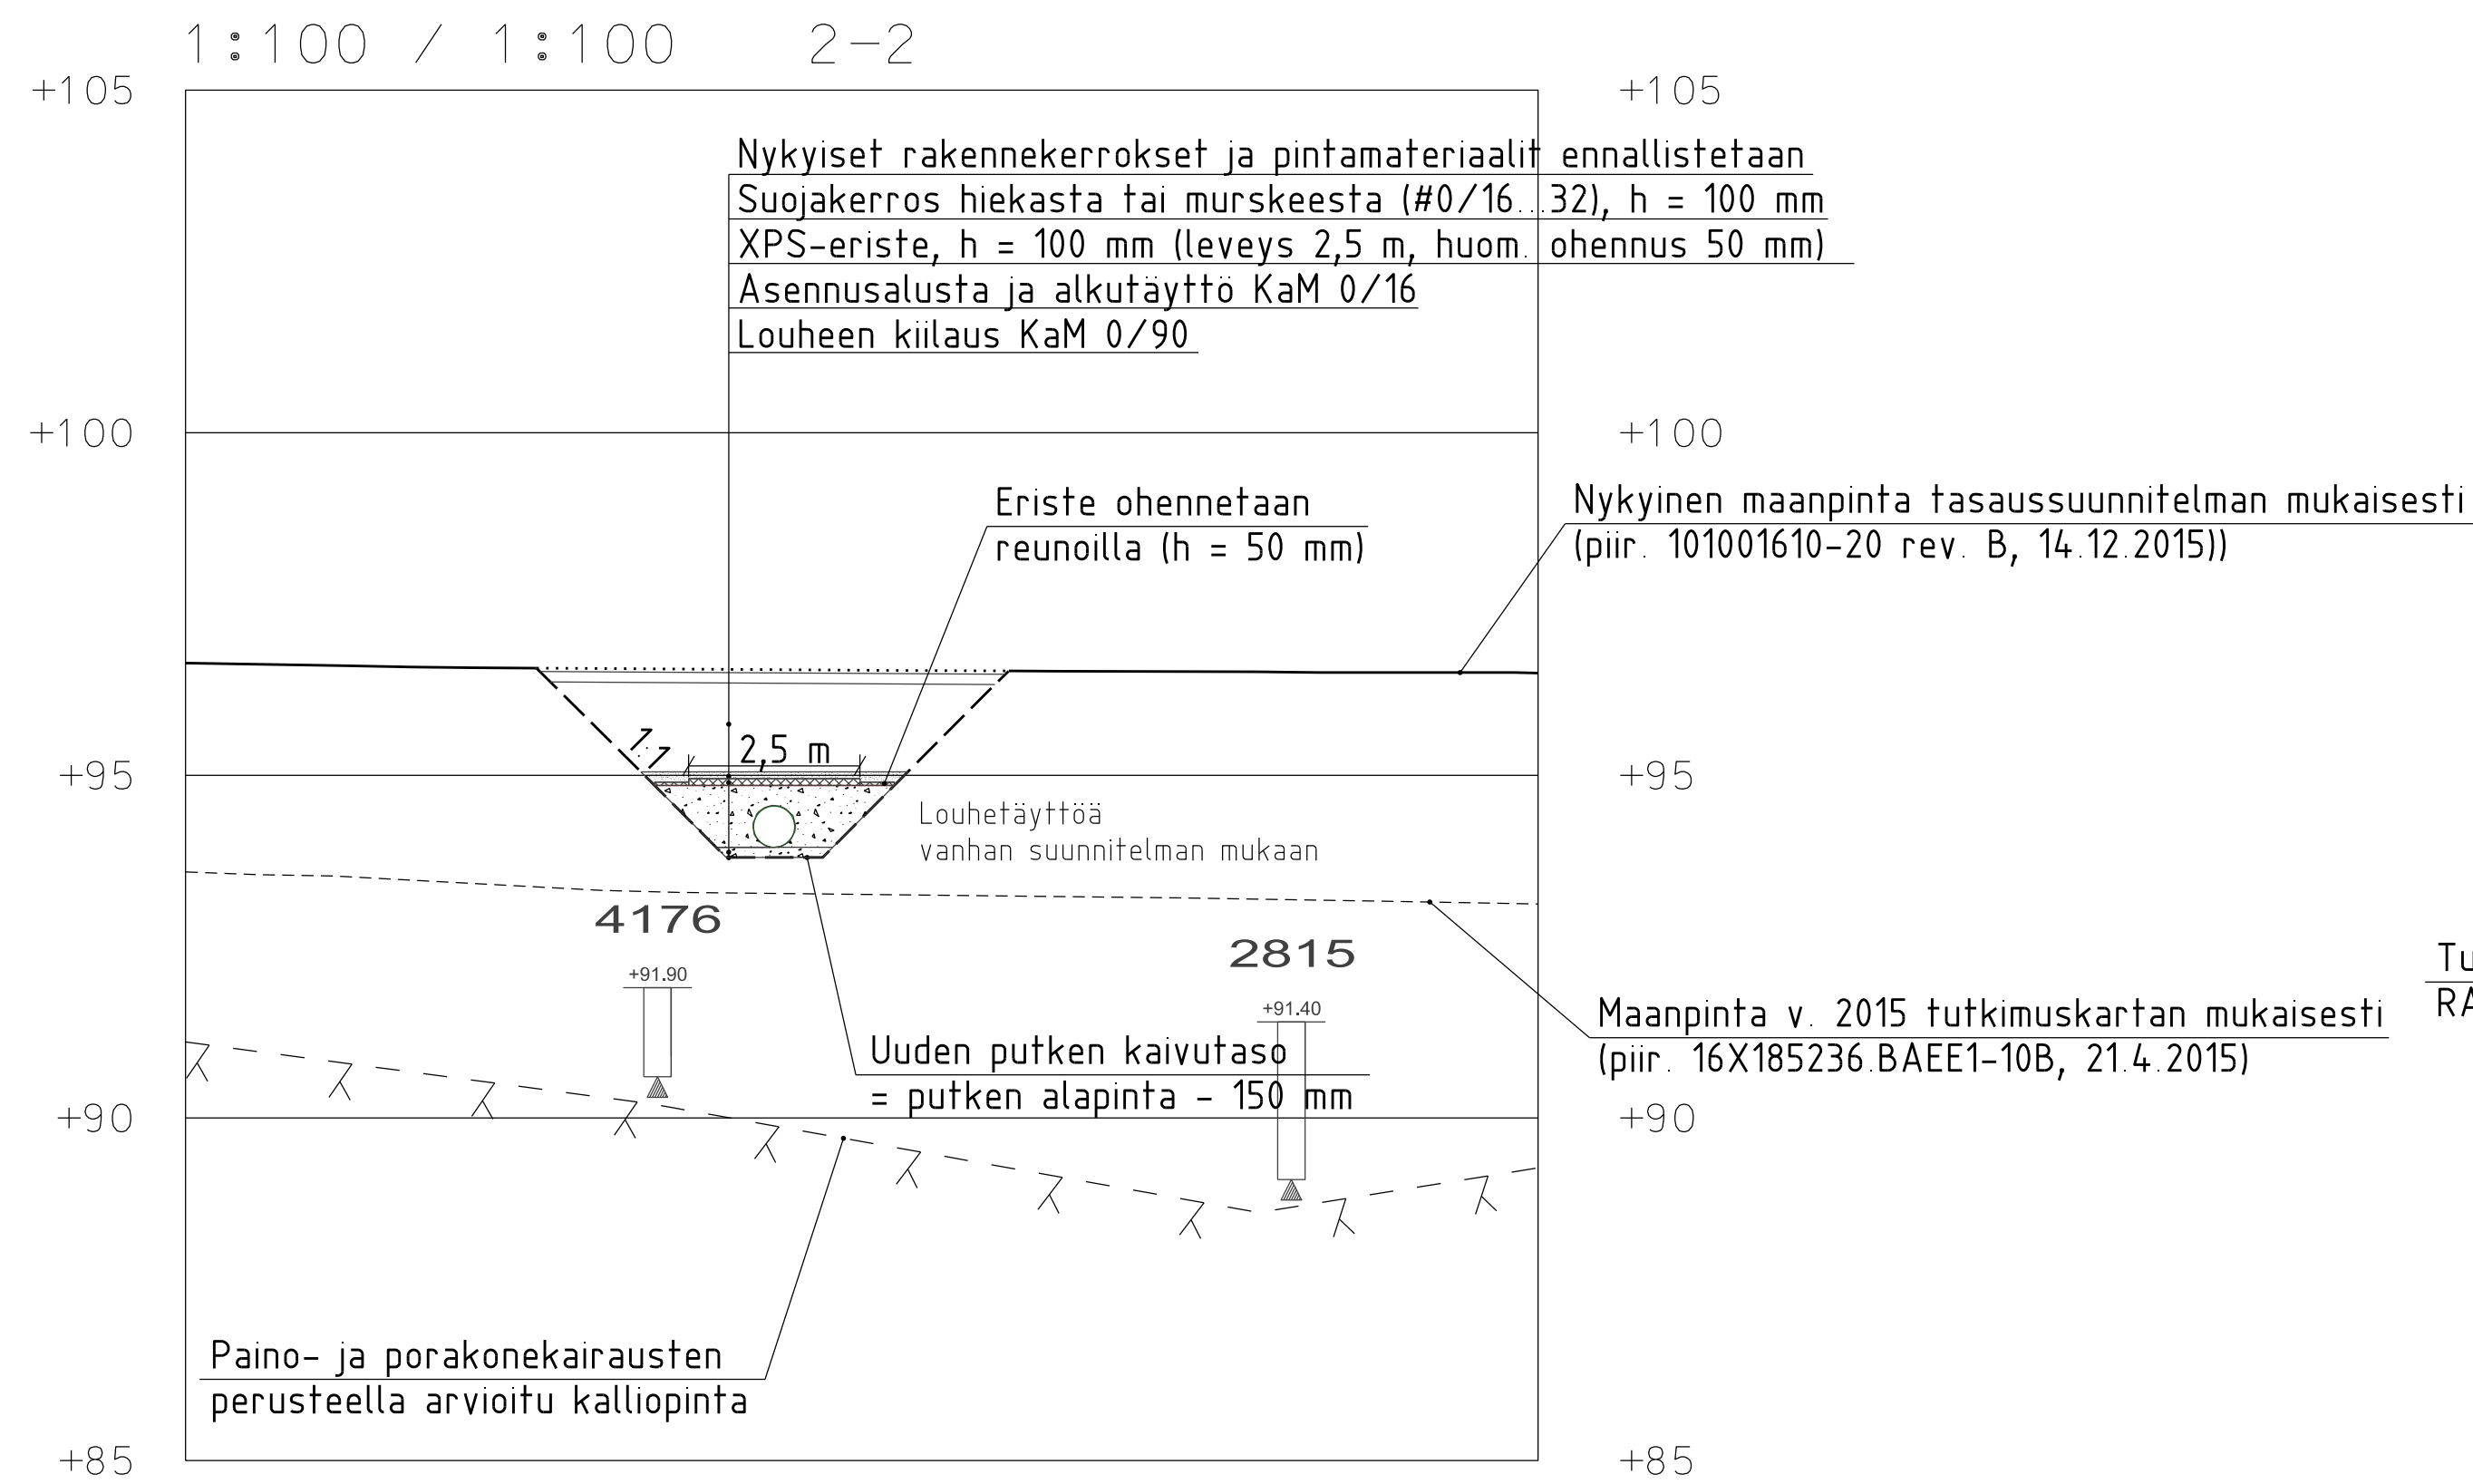 1:100 / 1:100 2-2
+105 +105
Nykyiset rakennekerrokset ja pintamateriaalit ennallistetaan
Suojakerros hiekasta tai murskeesta (#0/16...32), h = 100 mm
XPS-eriste, h = 100 mm (leveys 2,5 m, huom. ohennus 50 mm)
Asennusalusta ja alkutäyttö KaM 0/16
Louheen kiilaus KaM 0/90
+100 +100
Eriste ohennetaan
reunoilla (h = 50 mm)
Nykyinen maanpinta tasaussuunnitelman mukaisesti
(piir. 101001610-20 rev. B, 14.12.2015))
1:1
2,5 m
+95 +95
Louhetäyttöä
vanhan suunnitelman mukaan
4176
+91.90
2815
+91.40
Uuden putken kaivutaso
= putken alapinta - 150 mm
Maanpinta v. 2015 tutkimuskartan mukaisesti
(piir. 16X185236.BAEE1-10B, 21.4.2015)
+90 +90
Paino- ja porakonekairausten
perusteella arvioitu kalliopinta
+85 +85